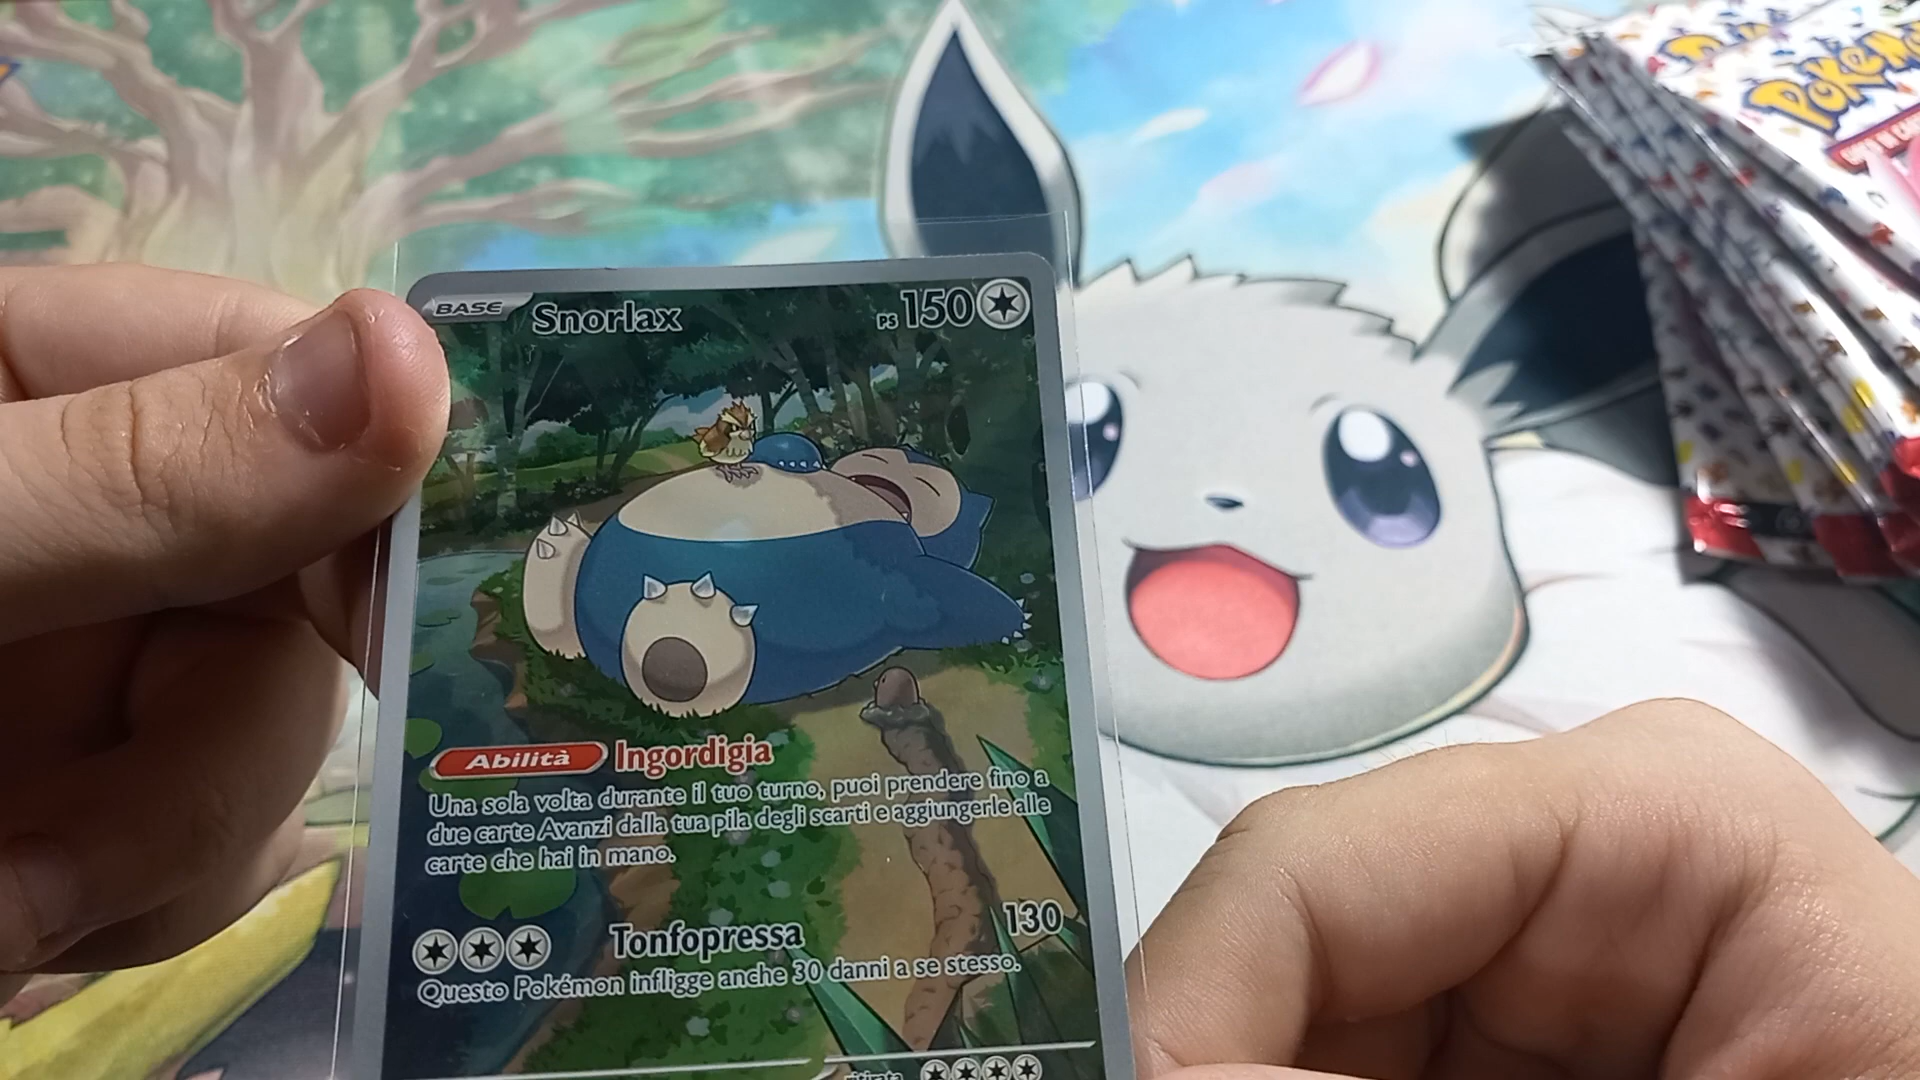 BASE Snorlax PS 150
Abilità Ingordigia
Una sola volta durante il tuo turno, puoi prendere fino a
due carte Avanzi dalla tua pila degli scarti e aggiungerle alle
carte che hai in mano.
Tonfopressa 130
Questo Pokémon infligge anche 30 danni a se stesso.
ritirata